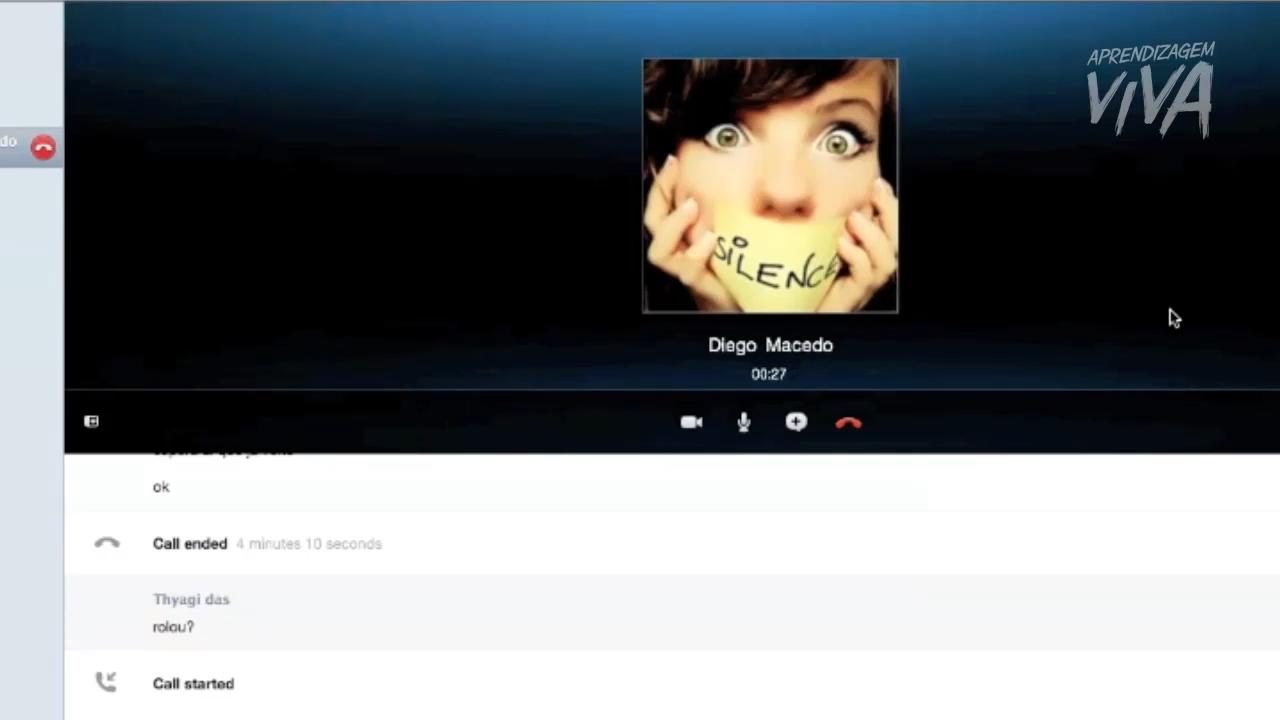 APRENDIZAGEM
VIVA
do
SILENCE
Diego Macedo
00:27
ok
Call ended 4 minutes 10 seconds
Thyagi das
rolou?
Call started